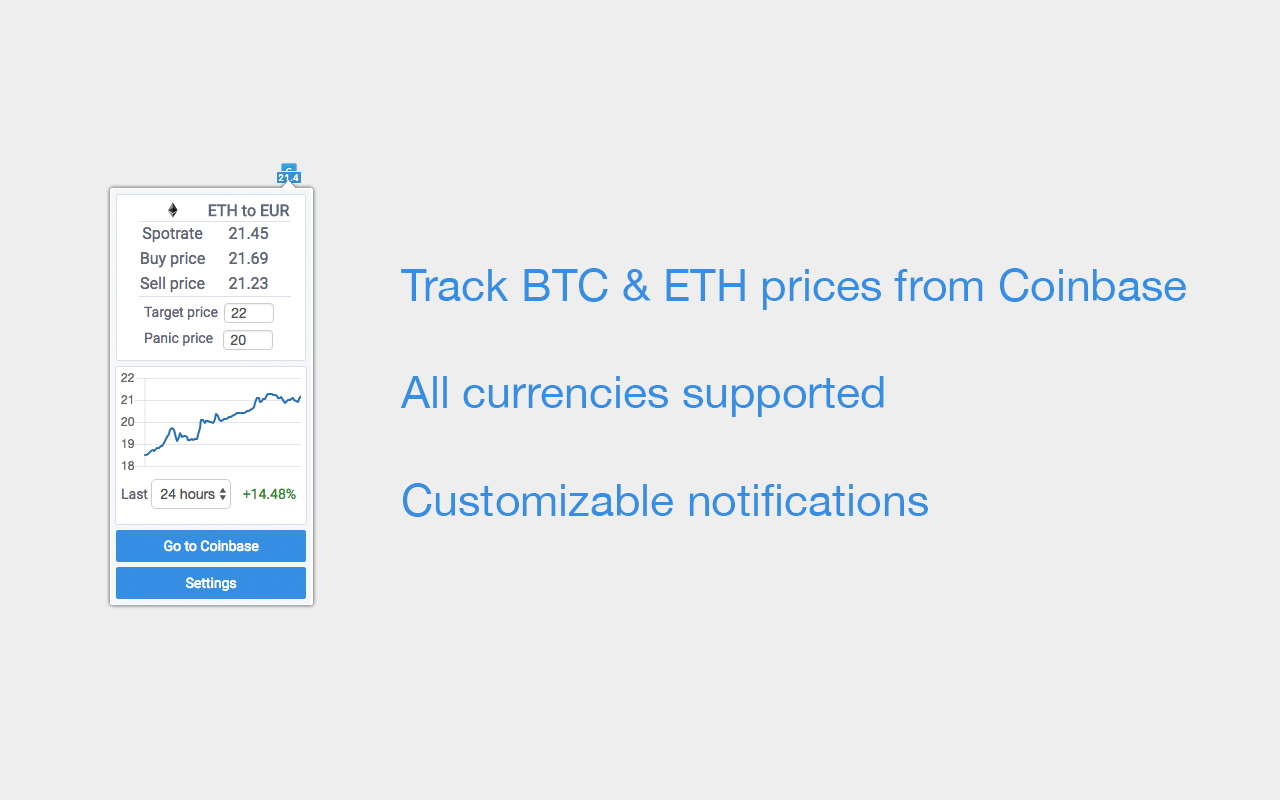 21.4
ETH to EUR
Spotrate 21.45
Buy price 21.69
Sell price 21.23
Target price 22
Panic price 20
22
21
20
19
18
Last 24 hours +14.48%
Go to Coinbase
Settings
Track BTC & ETH prices from Coinbase
All currencies supported
Customizable notifications